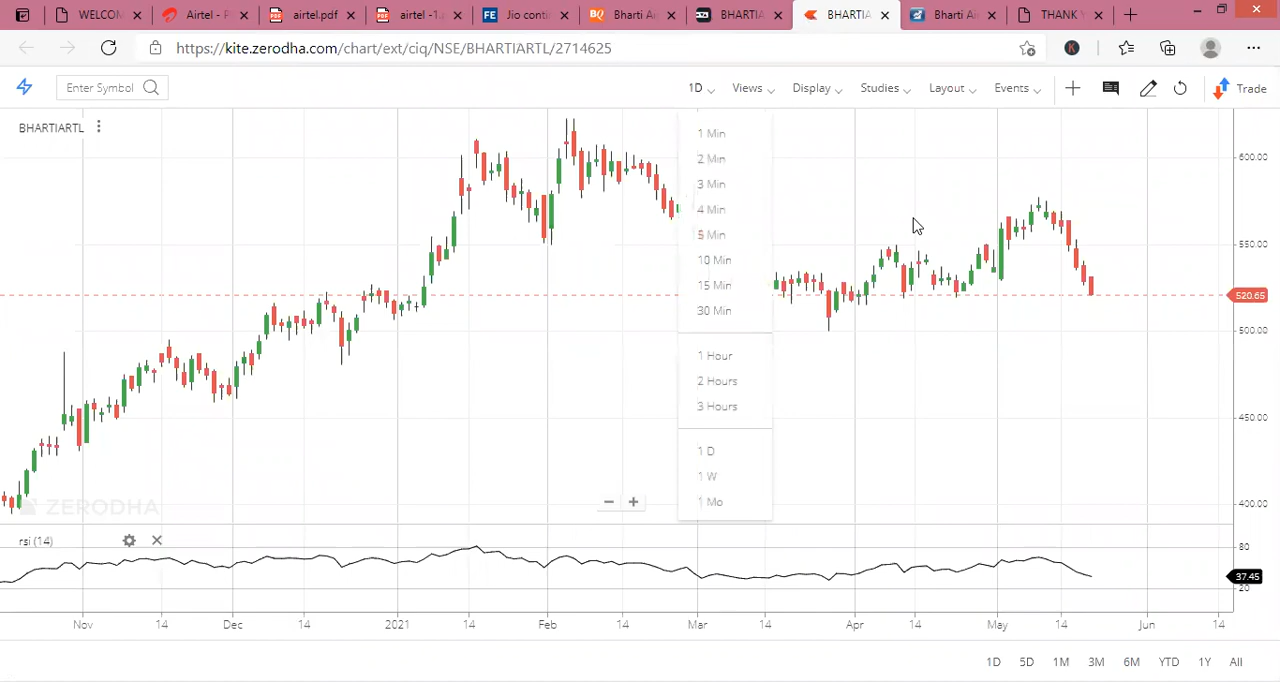 WELCOM
Airtel - P
airtel.pdf
airtel -1.
FE Jio conti
BQ Bharti Ai
BHARTIA
BHARTIA
Bharti Ai
THANK Y
https://kite.zerodha.com/chart/ext/ciq/NSE/BHARTIARTL/2714625
K
Enter Symbol
1D Views Display Studies Layout Events Trade
BHARTIARTL
1 Min
2 Min
3 Min
4 Min
5 Min
10 Min
15 Min
30 Min
1 Hour
2 Hours
3 Hours
1 D
1 W
1 Mo
600.00
550.00
520.65
500.00
450.00
400.00
ZERODHA
rsi (14)
80
37.45
20
Nov 14 Dec 14 2021 14 Feb 14 Mar 14 Apr 14 May 14 Jun 14
1D 5D 1M 3M 6M YTD 1Y All